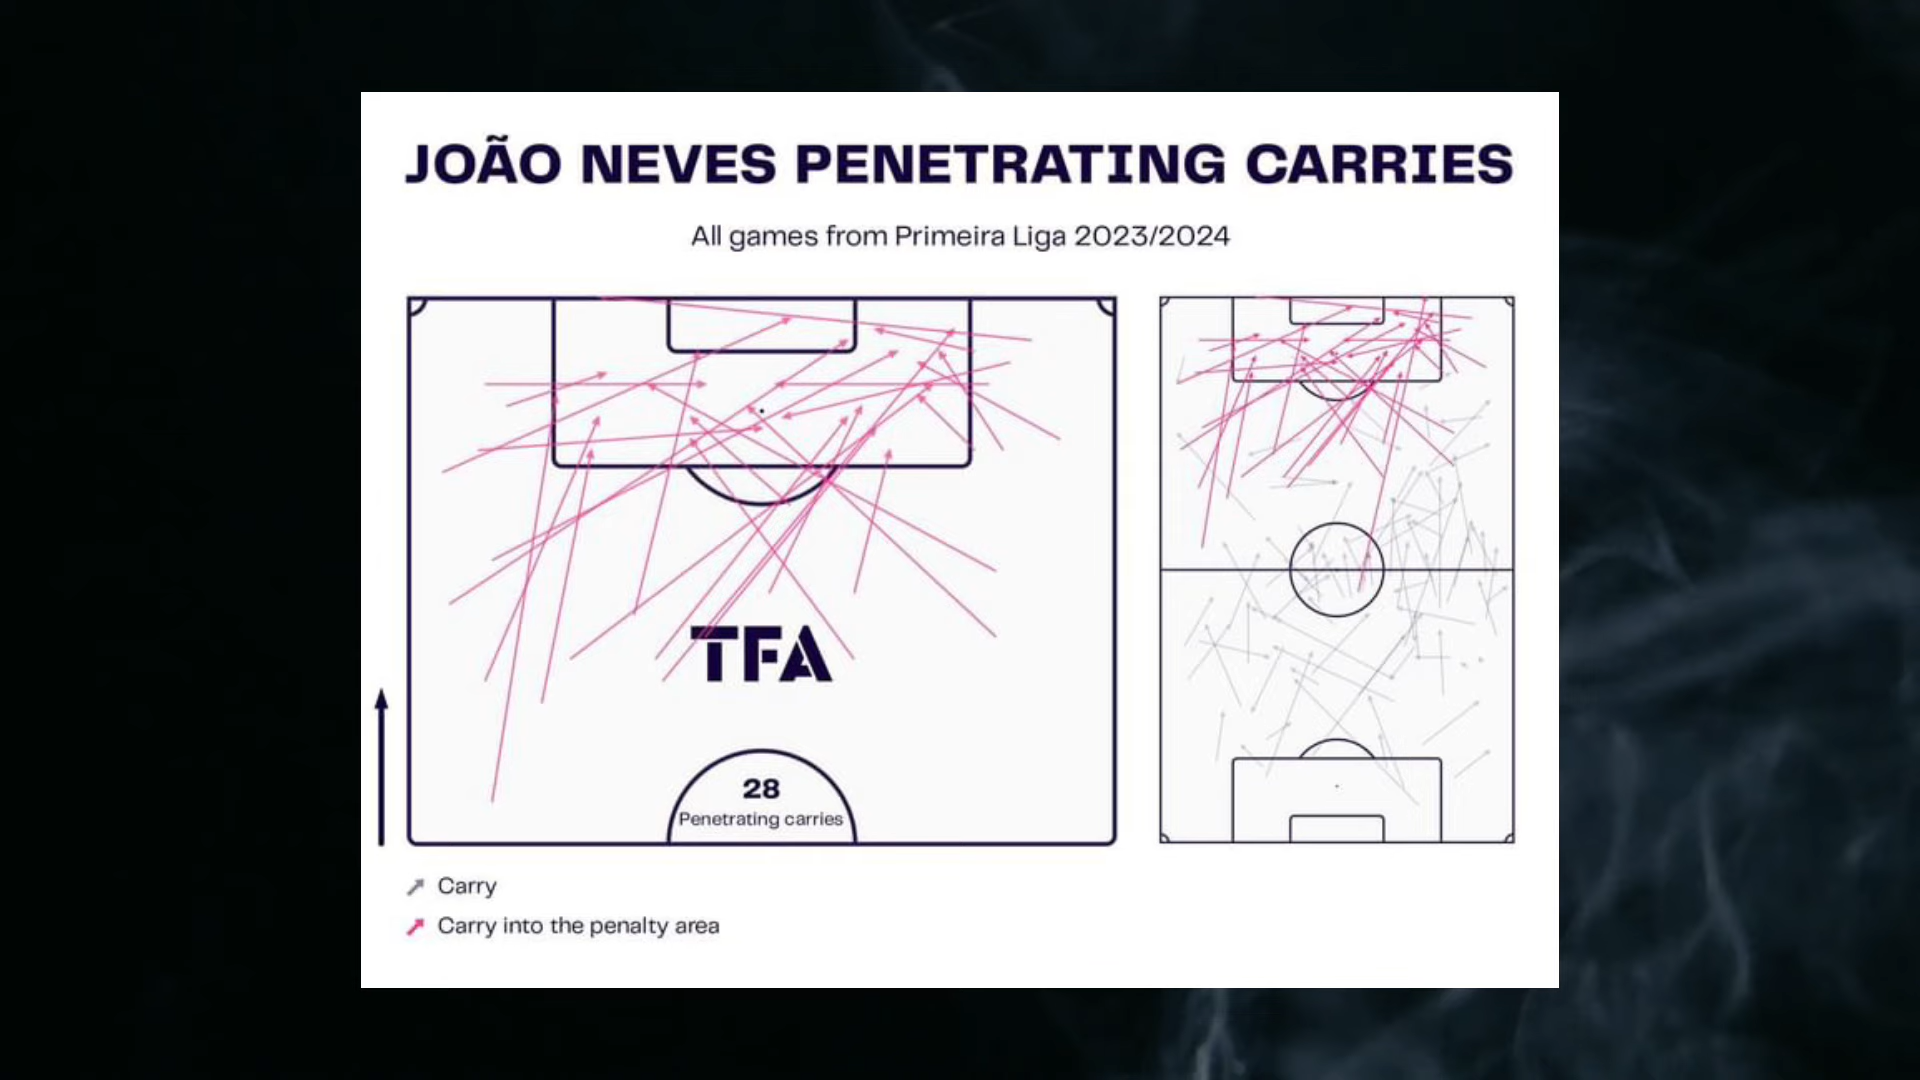 JOÃO NEVES PENETRATING CARRIES
All games from Primeira Liga 2023/2024
TFA
28
Penetrating carries
Carry
Carry into the penalty area